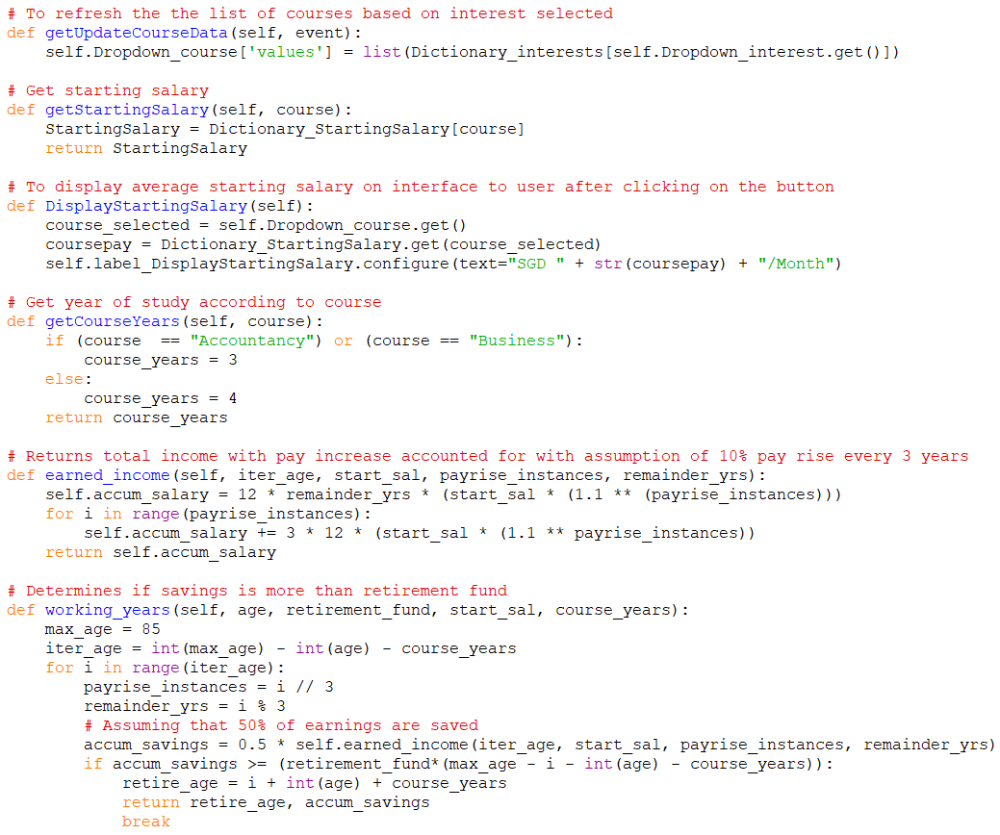 # To refresh the the list of courses based on interest selected
def getUpdateCourseData(self, event):
    self.Dropdown_course['values'] = list(Dictionary_interests[self.Dropdown_interest.get()])

# Get starting salary
def getStartingSalary(self, course):
    StartingSalary = Dictionary_StartingSalary[course]
    return StartingSalary

# To display average starting salary on interface to user after clicking on the button
def DisplayStartingSalary(self):
    course_selected = self.Dropdown_course.get()
    coursepay = Dictionary_StartingSalary.get(course_selected)
    self.label_DisplayStartingSalary.configure(text="SGD " + str(coursepay) + "/Month")

# Get year of study according to course
def getCourseYears(self, course):
    if (course  == "Accountancy") or (course == "Business"):
        course_years = 3
    else:
        course_years = 4
    return course_years

# Returns total income with pay increase accounted for with assumption of 10% pay rise every 3 years
def earned_income(self, iter_age, start_sal, payrise_instances, remainder_yrs):
    self.accum_salary = 12 * remainder_yrs * (start_sal * (1.1 ** (payrise_instances)))
    for i in range(payrise_instances):
        self.accum_salary += 3 * 12 * (start_sal * (1.1 ** payrise_instances))
    return self.accum_salary

# Determines if savings is more than retirement fund
def working_years(self, age, retirement_fund, start_sal, course_years):
    max_age = 85
    iter_age = int(max_age) - int(age) - course_years
    for i in range(iter_age):
        payrise_instances = i // 3
        remainder_yrs = i % 3
        # Assuming that 50% of earnings are saved
        accum_savings = 0.5 * self.earned_income(iter_age, start_sal, payrise_instances, remainder_yrs)
        if accum_savings >= (retirement_fund*(max_age - i - int(age) - course_years)):
            retire_age = i + int(age) + course_years
            return retire_age, accum_savings
            break